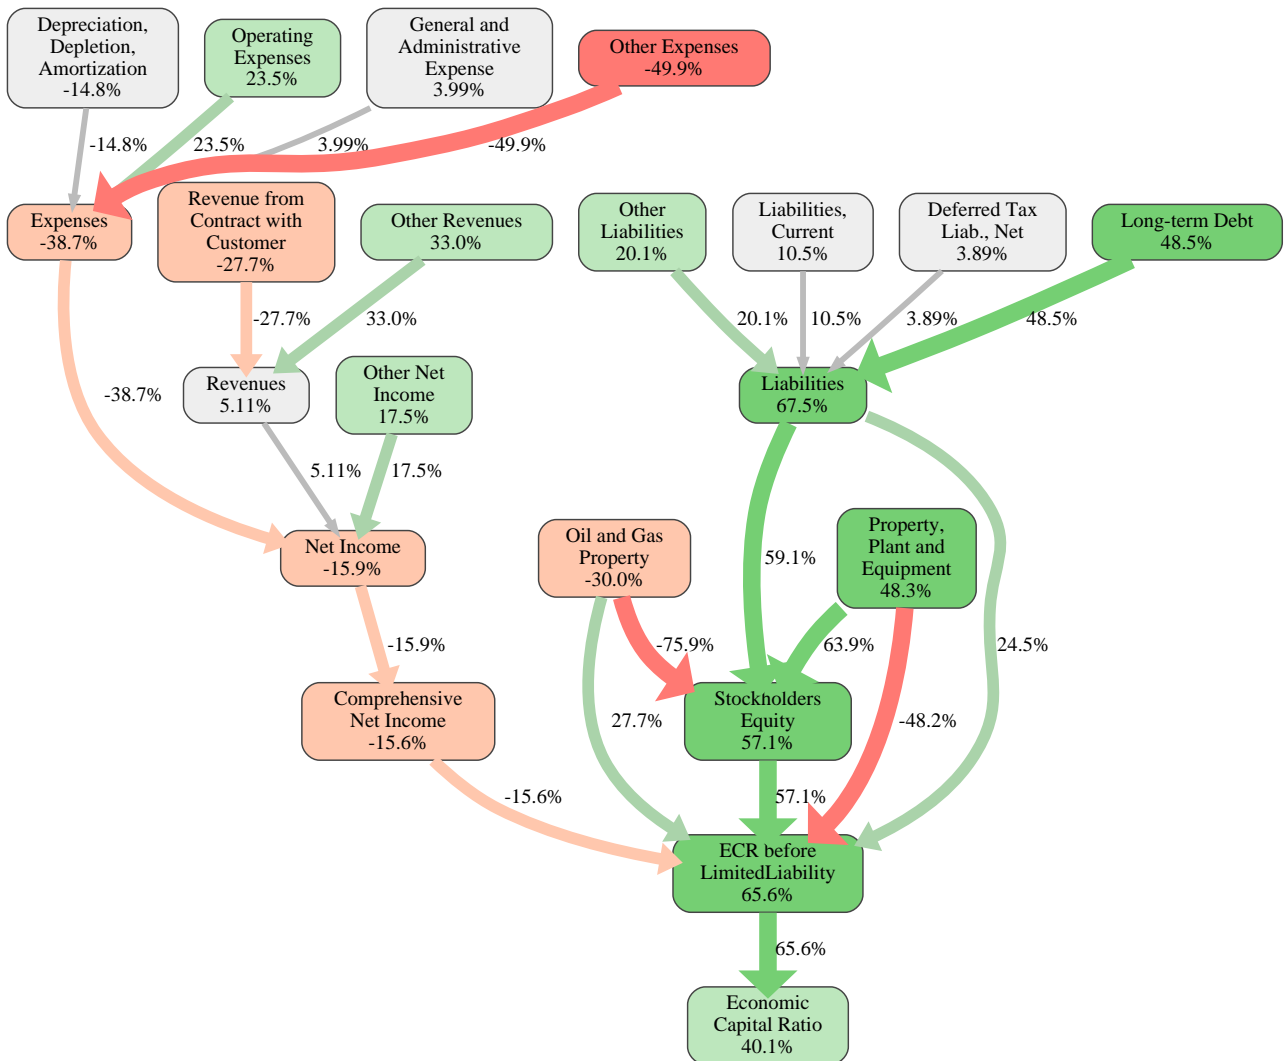 Depreciation,
Depletion,
Amortization
-14.8%
Operating
Expenses
23.5%
General and
Administrative
Expense
3.99%
Other Expenses
-49.9%
-14.8%
23.5%
3.99%
-49.9%
Expenses
-38.7%
Revenue from
Contract with
Customer
-27.7%
Other Revenues
33.0%
Other
Liabilities
20.1%
Liabilities,
Current
10.5%
Deferred Tax
Liab., Net
3.89%
Long-term Debt
48.5%
-27.7%
33.0%
20.1%
10.5%
3.89%
48.5%
-38.7%
Revenues
5.11%
Other Net
Income
17.5%
Liabilities
67.5%
5.11%
17.5%
Net Income
-15.9%
Oil and Gas
Property
-30.0%
59.1%
Property,
Plant and
Equipment
48.3%
-15.9%
-75.9%
63.9%
24.5%
Comprehensive
Net Income
-15.6%
27.7%
Stockholders
Equity
57.1%
-48.2%
-15.6%
57.1%
ECR before
LimitedLiability
65.6%
65.6%
Economic
Capital Ratio
40.1%